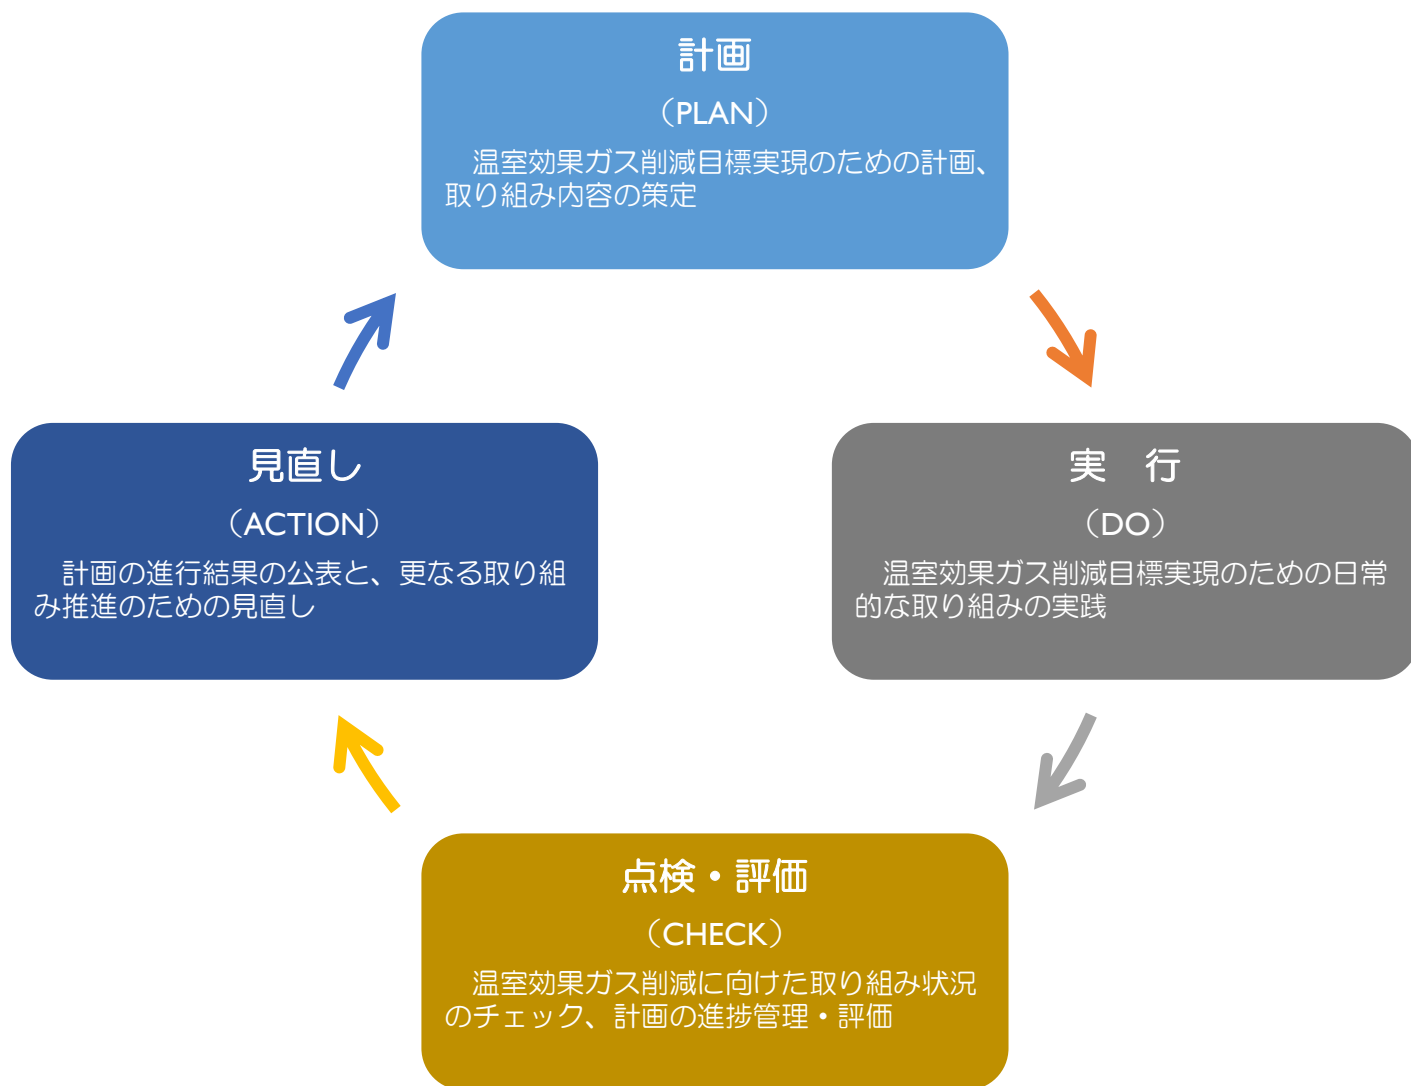 計画
（PLAN）
　温室効果ガス削減目標実現のための計画、
取り組み内容の策定
見直し
（ACTION）
　計画の進行結果の公表と、更なる取り組
み推進のための見直し
実　行
（DO）
　温室効果ガス削減目標実現のための日常
的な取り組みの実践
点検・評価
（CHECK）
　温室効果ガス削減に向けた取り組み状況
のチェック、計画の進捗管理・評価